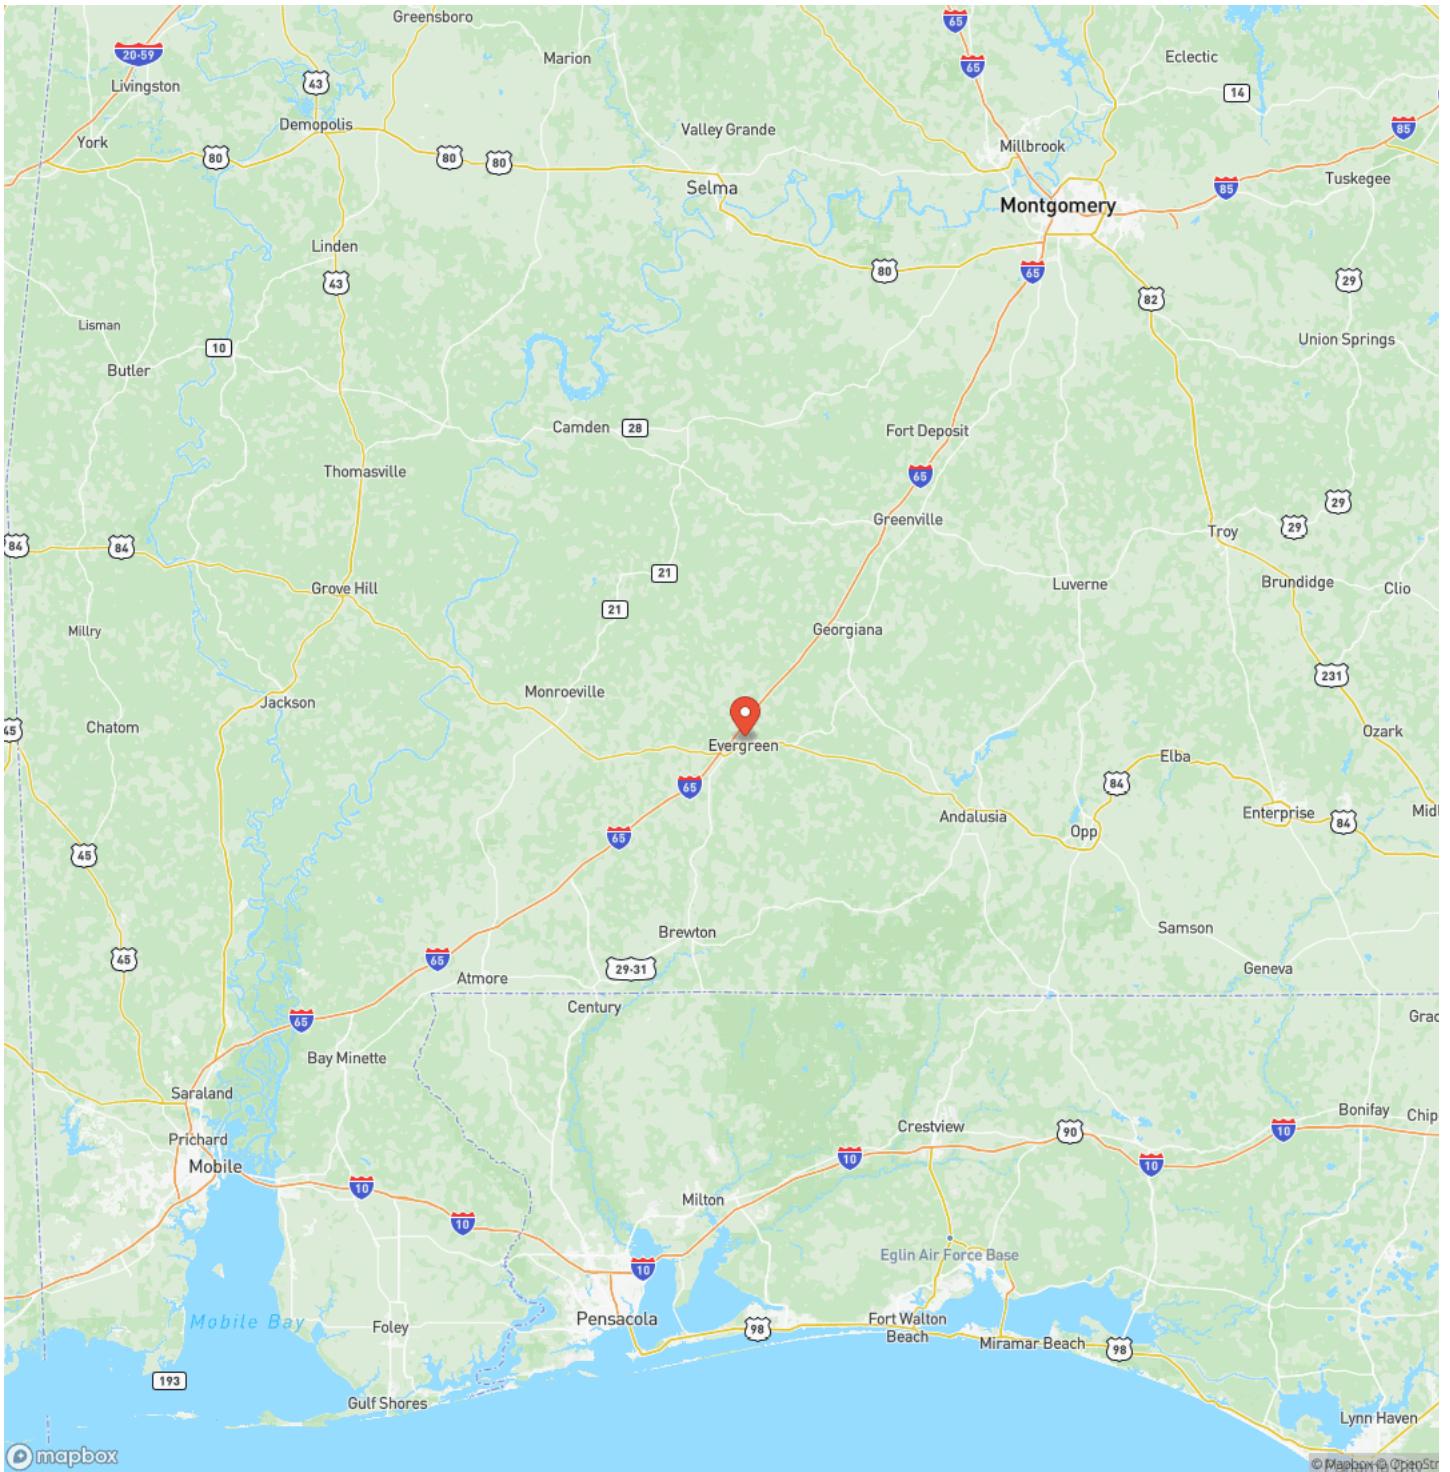 Greensboro
65
20-59
Marion
Eclectic
65
Livingston
43
14
Demopolis
Valley Grande
85
York
Millbrook
80
80
80
Tuskegee
Selma
85
Montgomery
Linden
80
65
43
29
82
Lisman
10
Union Springs
Butler
Camden
28
Fort Deposit
Thomasville
65
29
Greenville
29
84
84
Troy
21
Brundidge
Clio
Grove Hill
Luverne
21
Millry
Georgiana
231
Monroeville
Jackson
45
Chatom
Ozark
Evergreen
Elba
65
84
Enterprise
Midl
Andalusia
84
65
Opp
45
Brewton
Samson
45
65
29-31
Geneva
Atmore
Century
Grac
65
Bay Minette
Saraland
Bonifay
Chip
Crestview
90
10
Prichard
10
10
Mobile
10
Milton
10
Eglin Air Force Base
10
Mobile Bay
Pensacola
Fort Walton
Beach
Foley
98
Miramar Beach
98
193
Gulf Shores
Lynn Haven
mapbox
© Mapbox © OpenStr